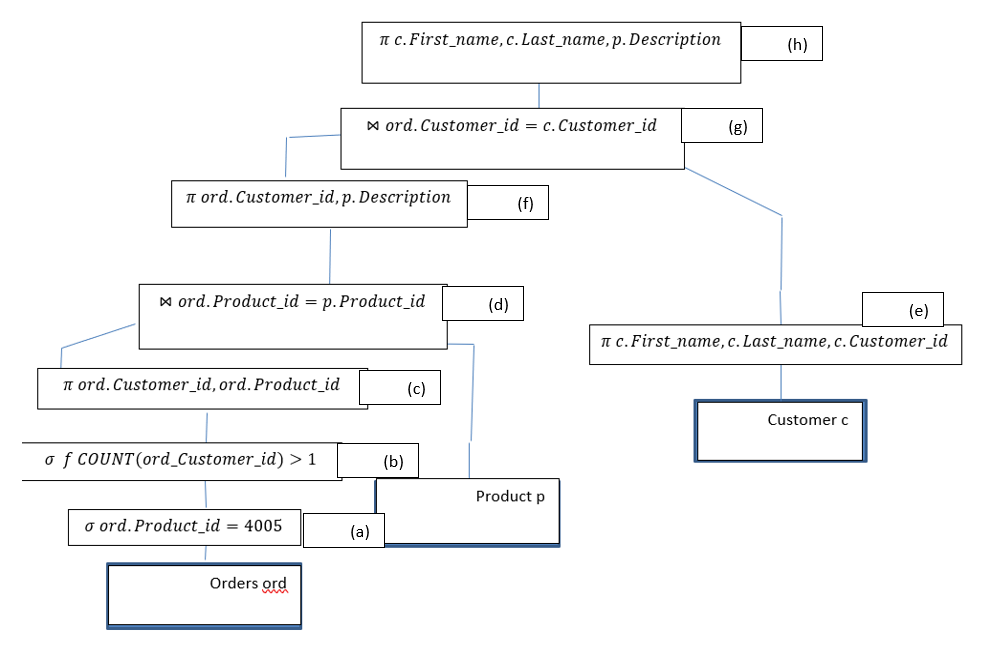 π c.First_name, c.Last_name, p.Description
(h)
⋈ ord.Customer_id = c.Customer_id
(g)
π ord.Customer_id, p.Description
(f)
⋈ ord.Product_id = p.Product_id
(d)
(e)
π c.First_name, c.Last_name, c.Customer_id
π ord.Customer_id, ord.Product_id
(c)
Customer c
σ f COUNT(ord_Customer_id) > 1
(b)
Product p
σ ord.Product_id = 4005
(a)
Orders ord